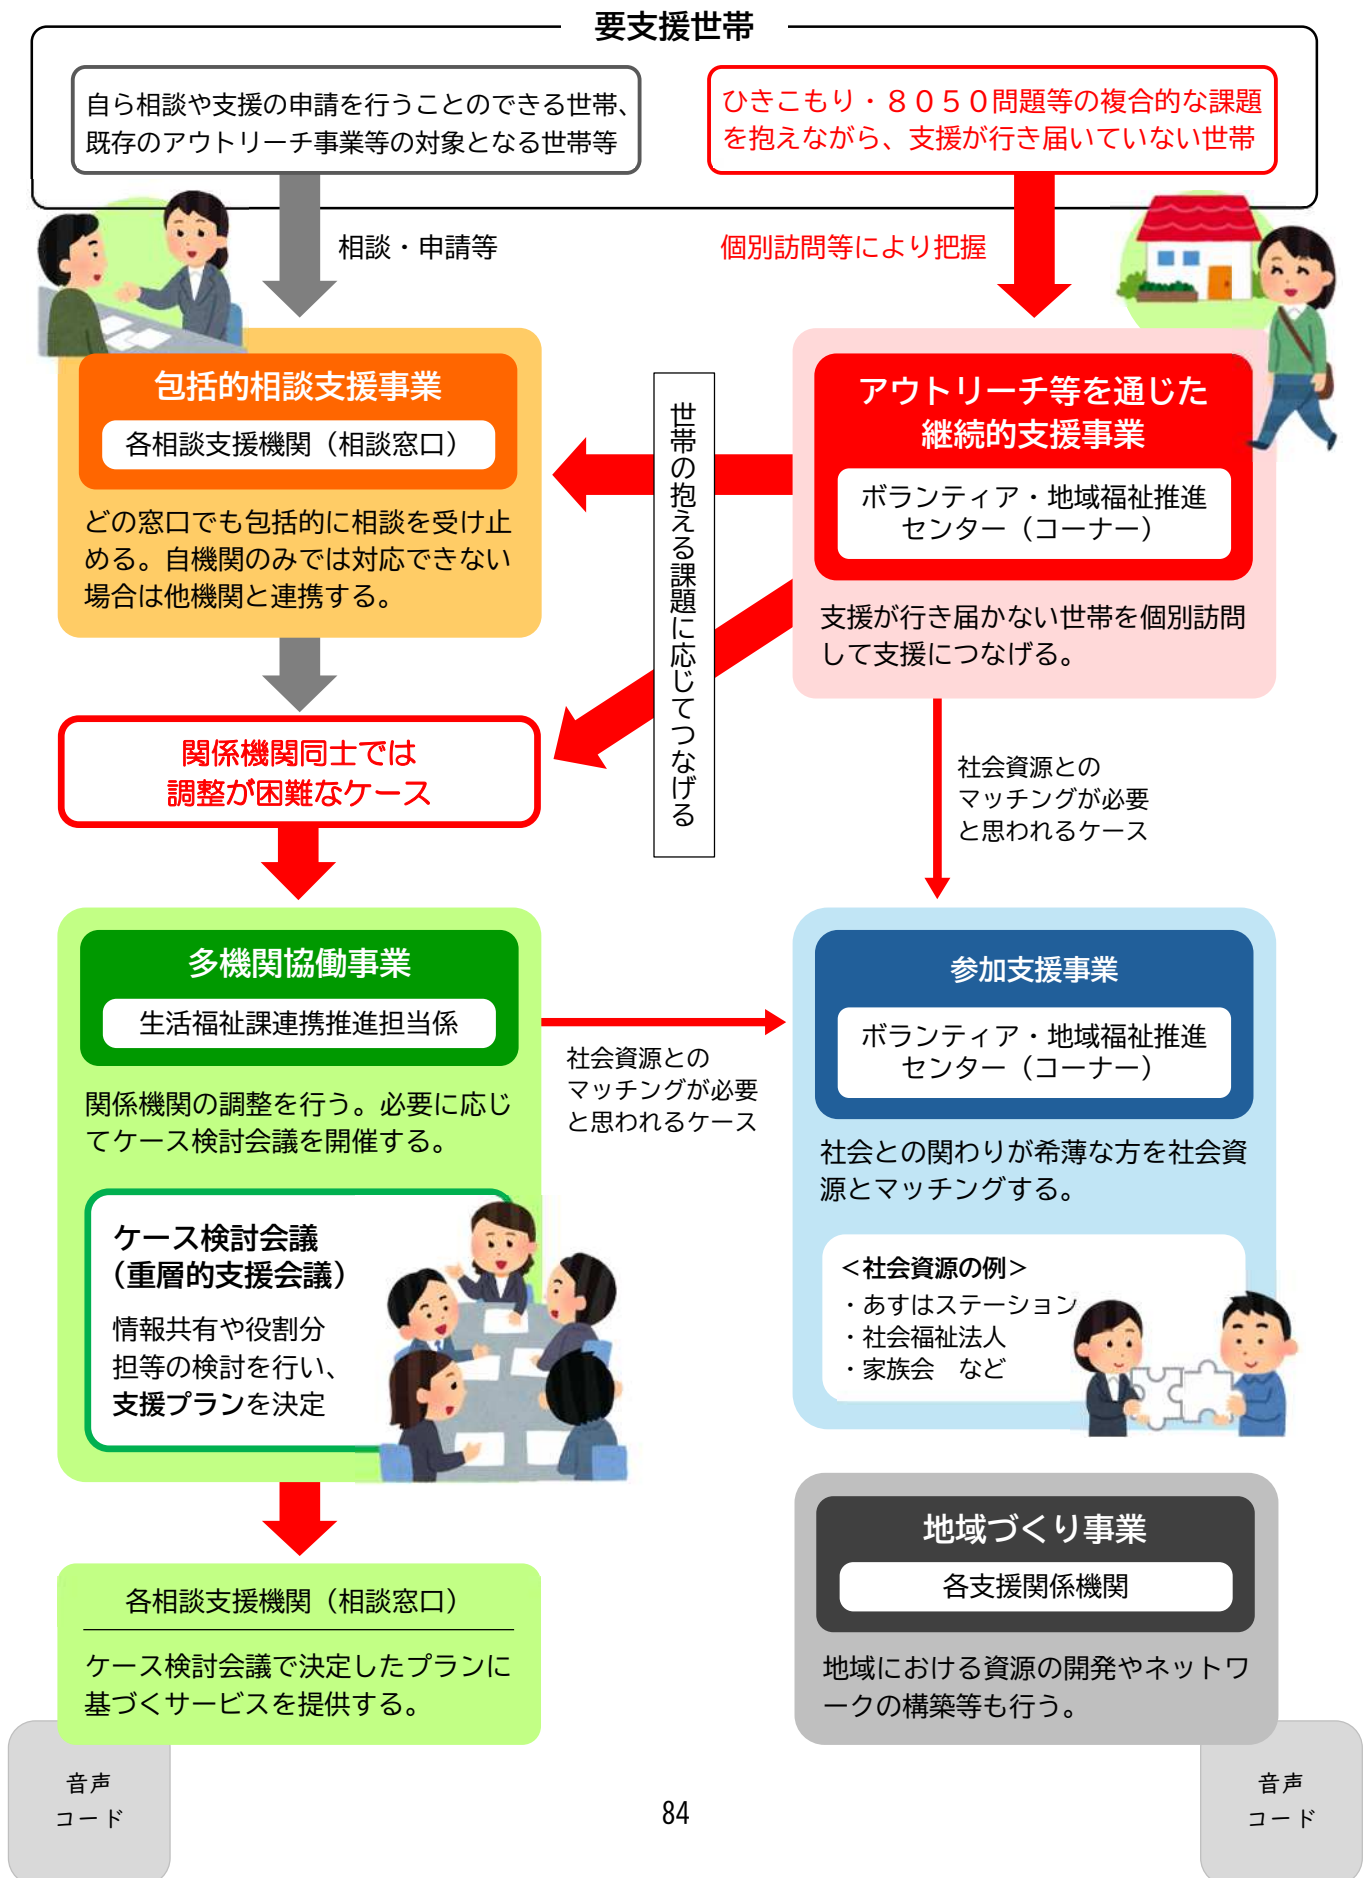 要支援世帯
自ら相談や支援の申請を行うことのできる世帯、
既存のアウトリーチ事業等の対象となる世帯等
ひきこもり・８０５０問題等の複合的な課題
を抱えながら、支援が行き届いていない世帯
相談・申請等
個別訪問等により把握
包括的相談支援事業
各相談支援機関（相談窓口）
どの窓口でも包括的に相談を受け止
める。自機関のみでは対応できない
場合は他機関と連携する。
世帯の抱える課題に応じてつなげる
アウトリーチ等を通じた
継続的支援事業
ボランティア・地域福祉推進
センター（コーナー）
支援が行き届かない世帯を個別訪問
して支援につなげる。
関係機関同士では
調整が困難なケース
社会資源との
マッチングが必要
と思われるケース
多機関協働事業
生活福祉課連携推進担当係
関係機関の調整を行う。必要に応じ
てケース検討会議を開催する。
ケース検討会議
（重層的支援会議）
情報共有や役割分
担等の検討を行い、
支援プランを決定
社会資源との
マッチングが必要
と思われるケース
参加支援事業
ボランティア・地域福祉推進
センター（コーナー）
社会との関わりが希薄な方を社会資
源とマッチングする。
＜社会資源の例＞
・あすはステーション
・社会福祉法人
・家族会　など
各相談支援機関（相談窓口）
ケース検討会議で決定したプランに
基づくサービスを提供する。
地域づくり事業
各支援関係機関
地域における資源の開発やネットワ
ークの構築等も行う。
音声
コード
84
音声
コード